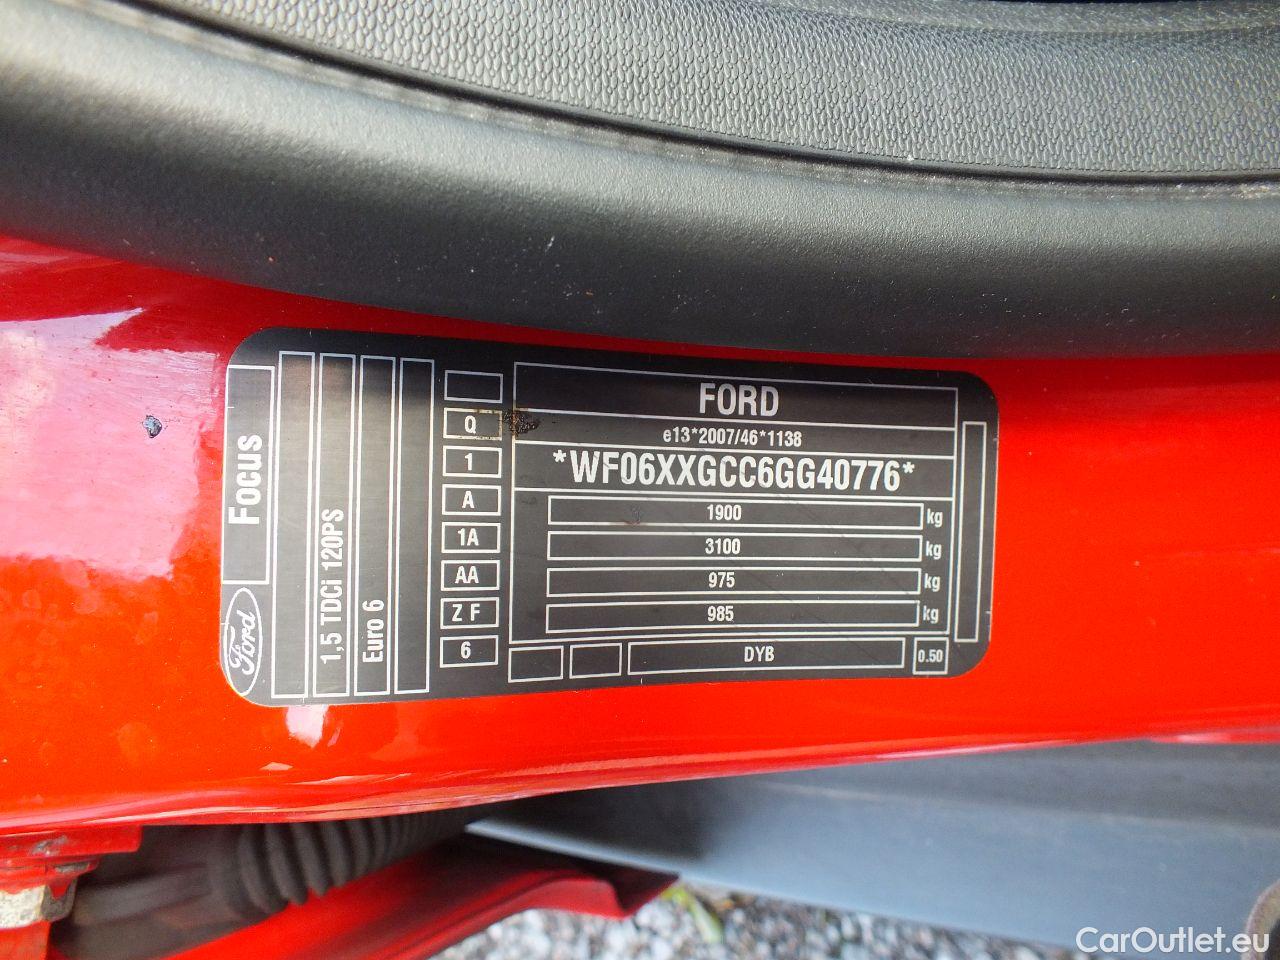 FORD
e13*2007/46*1138
*WF06XXGCC6GG40776*
1900 kg
3100 kg
975 kg
985 kg
DYB
0.50
Q
1
A
1A
AA
Z F
6
Focus
Ford
1,5 TDCi 120PS
Euro 6
CarOutlet.eu